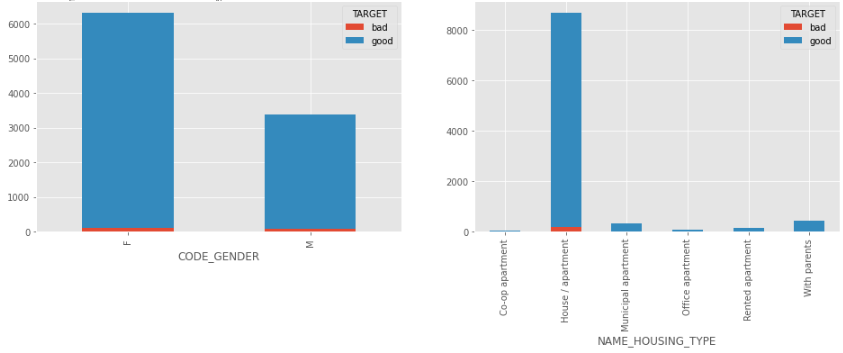 TARGET
bad
good
6000
5000
4000
3000
2000
1000
0
F
M
CODE_GENDER
TARGET
bad
good
8000
6000
4000
2000
0
Co-op apartment
House / apartment
Municipal apartment
Office apartment
Rented apartment
With parents
NAME_HOUSING_TYPE